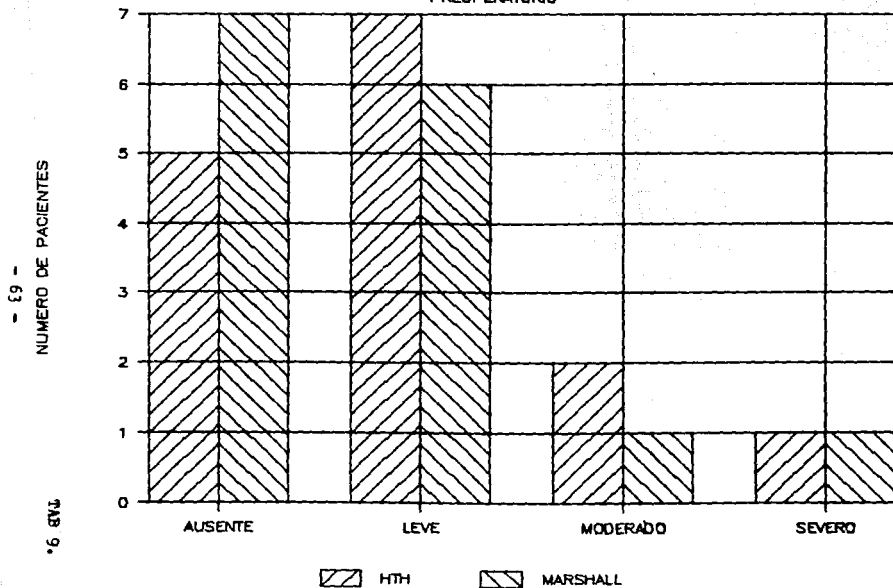 PREOPERATORIO
7
6
5
4
3
2
1
0
NUMERO DE PACIENTES
- 63 -
TAB 9.
AUSENTE LEVE MODERADO SEVERO
HTH MARSHALL